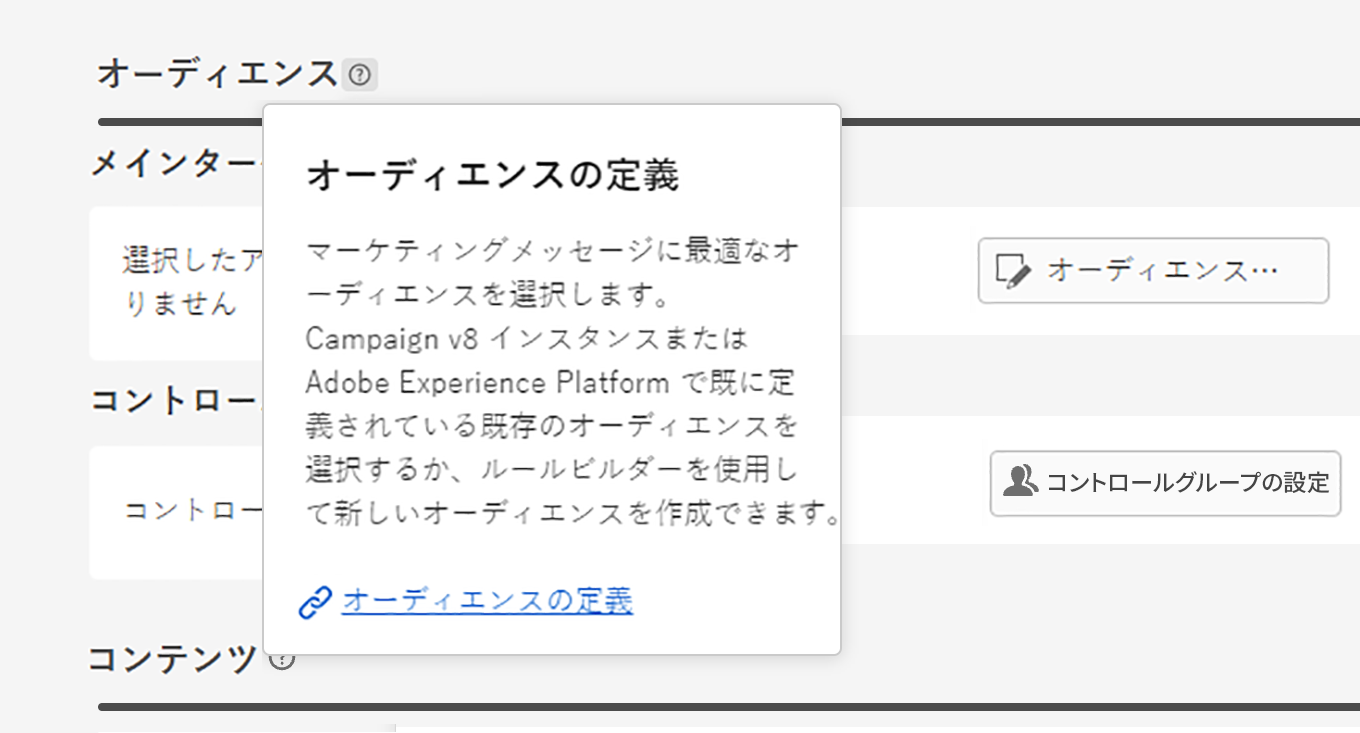 オーディエンス
メインター
オーディエンスの定義
マーケティングメッセージに最適なオ
ーディエンスを選択します。
Campaign v8 インスタンスまたは
Adobe Experience Platform で既に定
義されている既存のオーディエンスを
選択するか、ルールビルダーを使用し
て新しいオーディエンスを作成できます。
オーディエンスの定義
選択したア
りません
オーディエンス…
コントロー
コントロー
コントロールグループの設定
コンテンツ